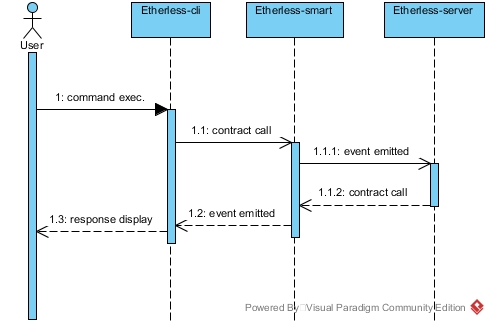 Etherless-cli
Etherless-smart
Etherless-server
User
1: command exec.
1.1: contract call
1.1.1: event emitted
1.1.2: contract call
1.2: event emitted
1.3: response display
Powered By Visual Paradigm Community Edition